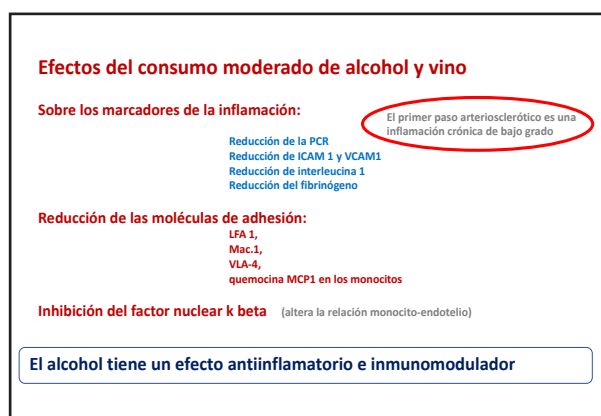 Efectos del consumo moderado de alcohol y vino
Sobre los marcadores de la inflamación:
El primer paso arteriosclerótico es una
inflamación crónica de bajo grado
Reducción de la PCR
Reducción de ICAM 1 y VCAM1
Reducción de interleucina 1
Reducción del fibrinógeno
Reducción de las moléculas de adhesión:
LFA 1,
Mac.1,
VLA-4,
quemocina MCP1 en los monocitos
Inhibición del factor nuclear k beta (altera la relación monocito-endotelio)
El alcohol tiene un efecto antiinflamatorio e inmunomodulador